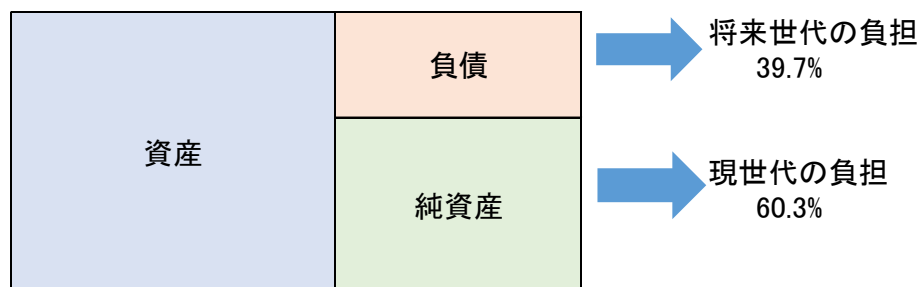 資産
負債
純資産
将来世代の負担
39.7%
現世代の負担
60.3%